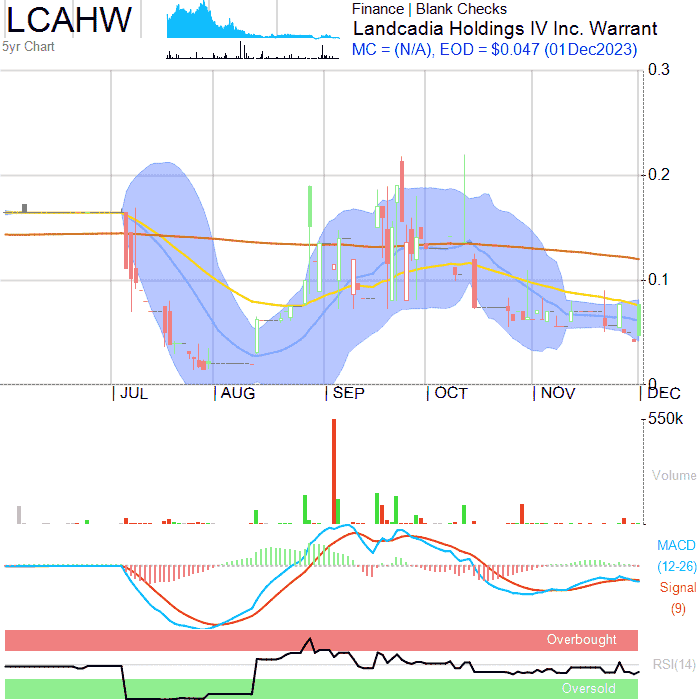 LCAHW
5yr Chart
Finance | Blank Checks
Landcadia Holdings IV Inc. Warrant
MC = (N/A), EOD = $0.047 (01Dec2023)
0.3
0.2
0.1
0
| JUL | AUG | SEP | OCT | NOV | DEC
550k
Volume
MACD
(12-26)
Signal
(9)
Overbought
RSI(14)
Oversold